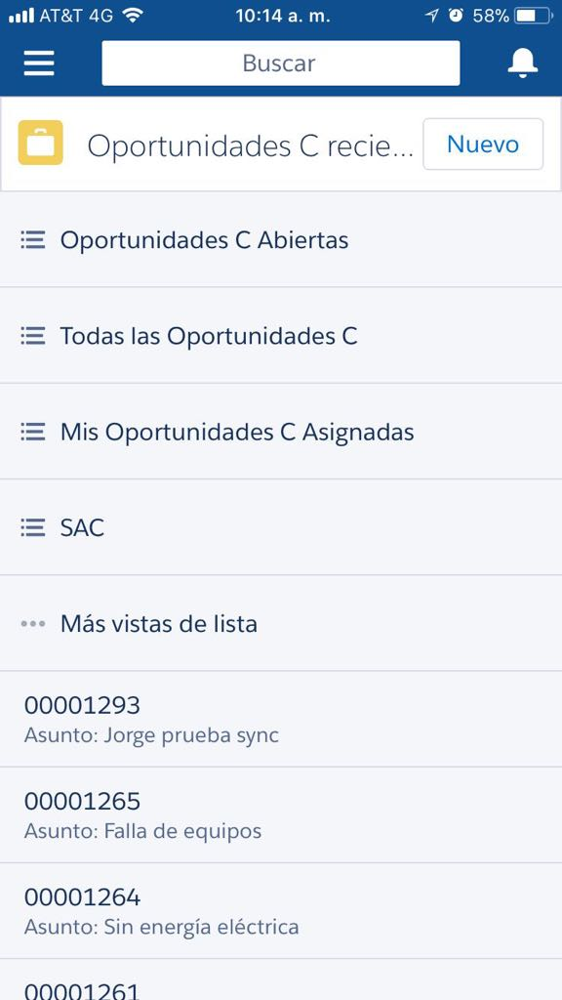 AT&T 4G 10:14 a. m. 58%
Buscar
Oportunidades C recie... Nuevo
Oportunidades C Abiertas
Todas las Oportunidades C
Mis Oportunidades C Asignadas
SAC
Más vistas de lista
00001293
Asunto: Jorge prueba sync
00001265
Asunto: Falla de equipos
00001264
Asunto: Sin energía eléctrica
00001261